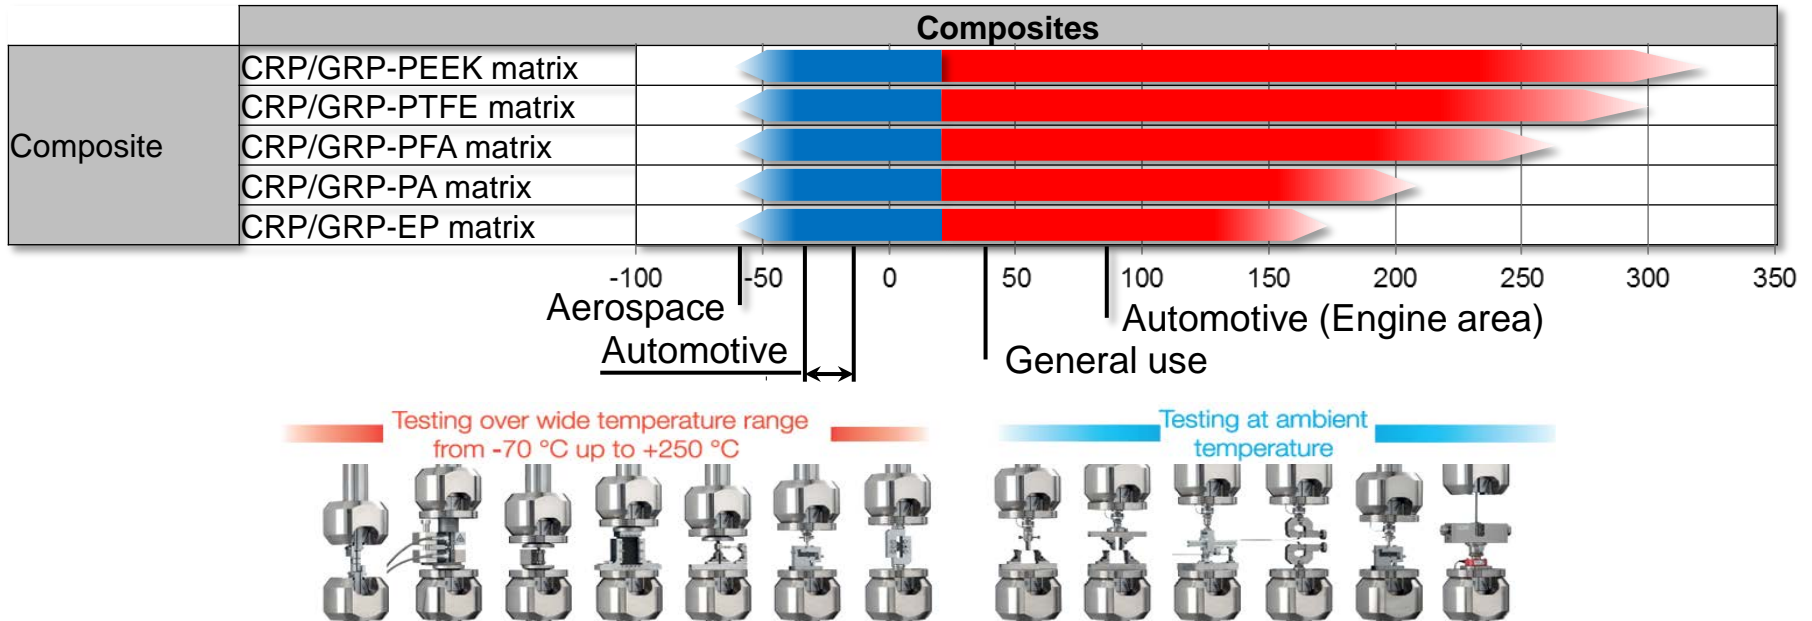 Composites
Composite
CRP/GRP-PEEK matrix
CRP/GRP-PTFE matrix
CRP/GRP-PFA matrix
CRP/GRP-PA matrix
CRP/GRP-EP matrix
-100 -50 0 50 100 150 200 250 300 350
Aerospace
Automotive (Engine area)
Automotive
General use
Testing over wide temperature range
from -70 °C up to +250 °C
Testing at ambient
temperature